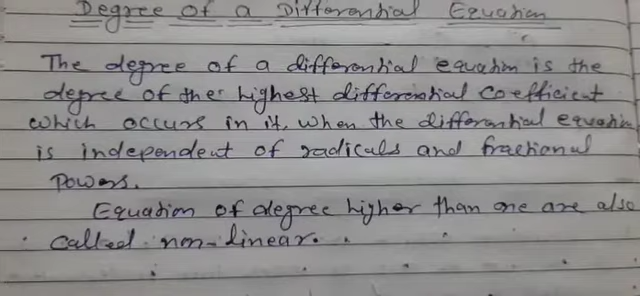 Degree of a Differential Equation
The degree of a differential equation is the
degree of the highest differential coefficient
which occurs in it, when the differential equation
is independent of radicals and fractional
powers.
Equation of degree higher than one are also
called non-linear.